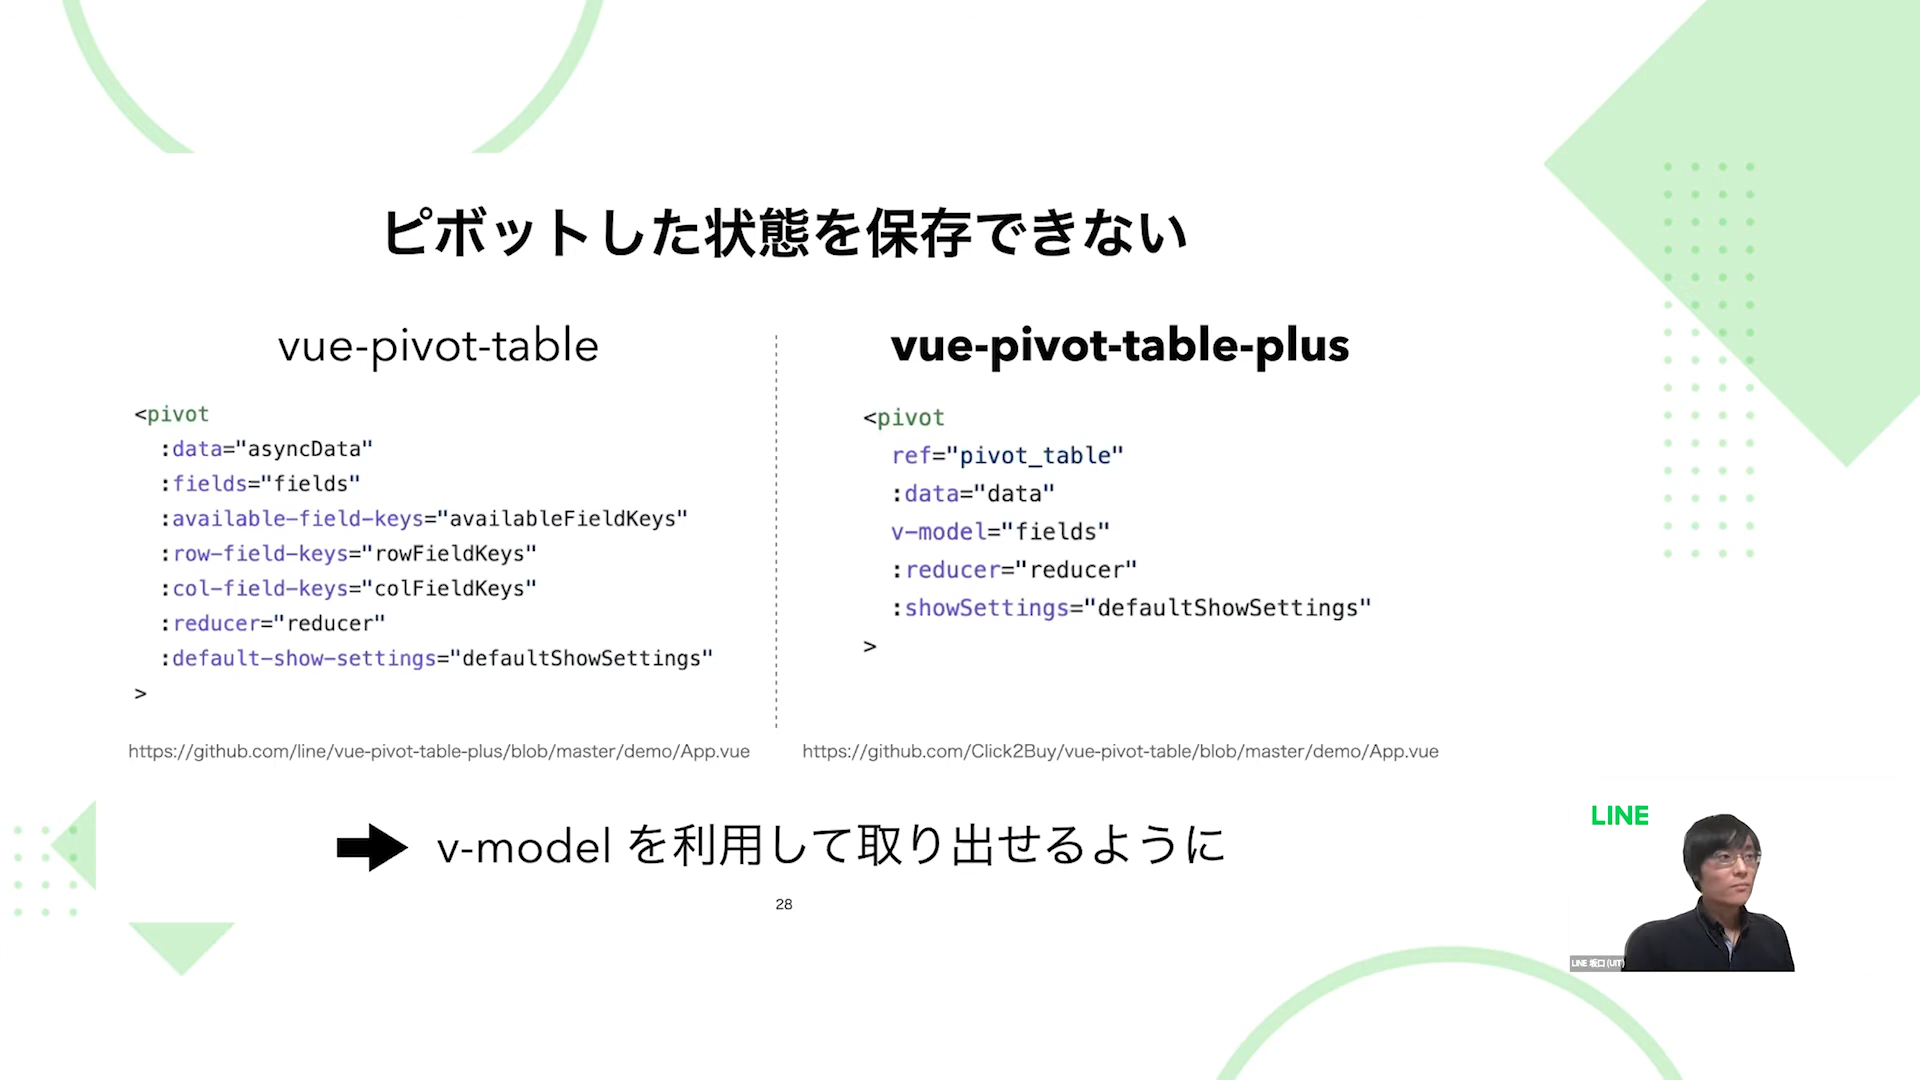 ピボットした状態を保存できない
vue-pivot-table
<pivot
:data="asyncData"
:fields="fields"
:available-field-keys="availableFieldKeys"
:row-field-keys="rowFieldKeys"
:col-field-keys="colFieldKeys"
:reducer="reducer"
:default-show-settings="defaultShowSettings"
>
https://github.com/line/vue-pivot-table-plus/blob/master/demo/App.vue
vue-pivot-table-plus
<pivot
ref="pivot_table"
:data="data"
v-model="fields"
:reducer="reducer"
:showSettings="defaultShowSettings"
>
https://github.com/Click2Buy/vue-pivot-table/blob/master/demo/App.vue
v-model を利用して取り出せるように
28
LINE
LINE 坂口 (UIT)